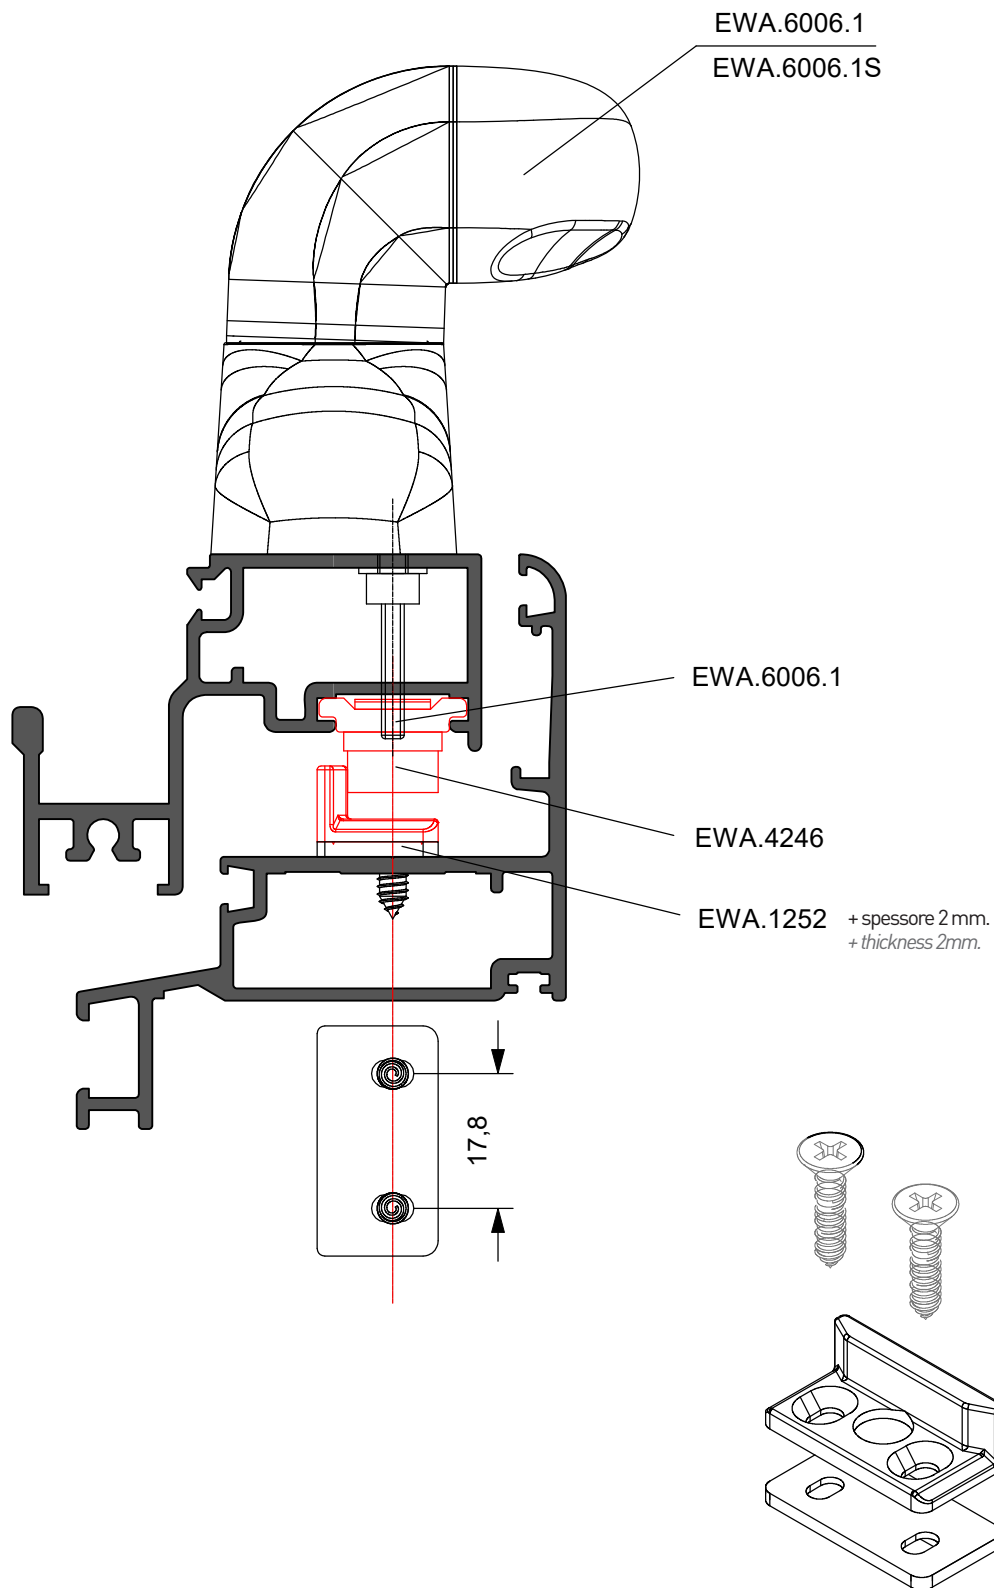 EWA.6006.1
EWA.6006.1S
EWA.6006.1
EWA.4246
EWA.1252 + spessore 2 mm.
+ thickness 2mm.
17,8